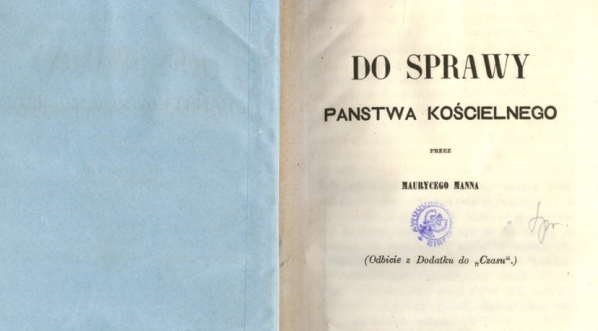 DO SPRAWY
PANSTWA KOŚCIELNEGO
PRZEZ
MAURYCEGO MANNA
(Odbicie z Dodatku do „Czasu“.)